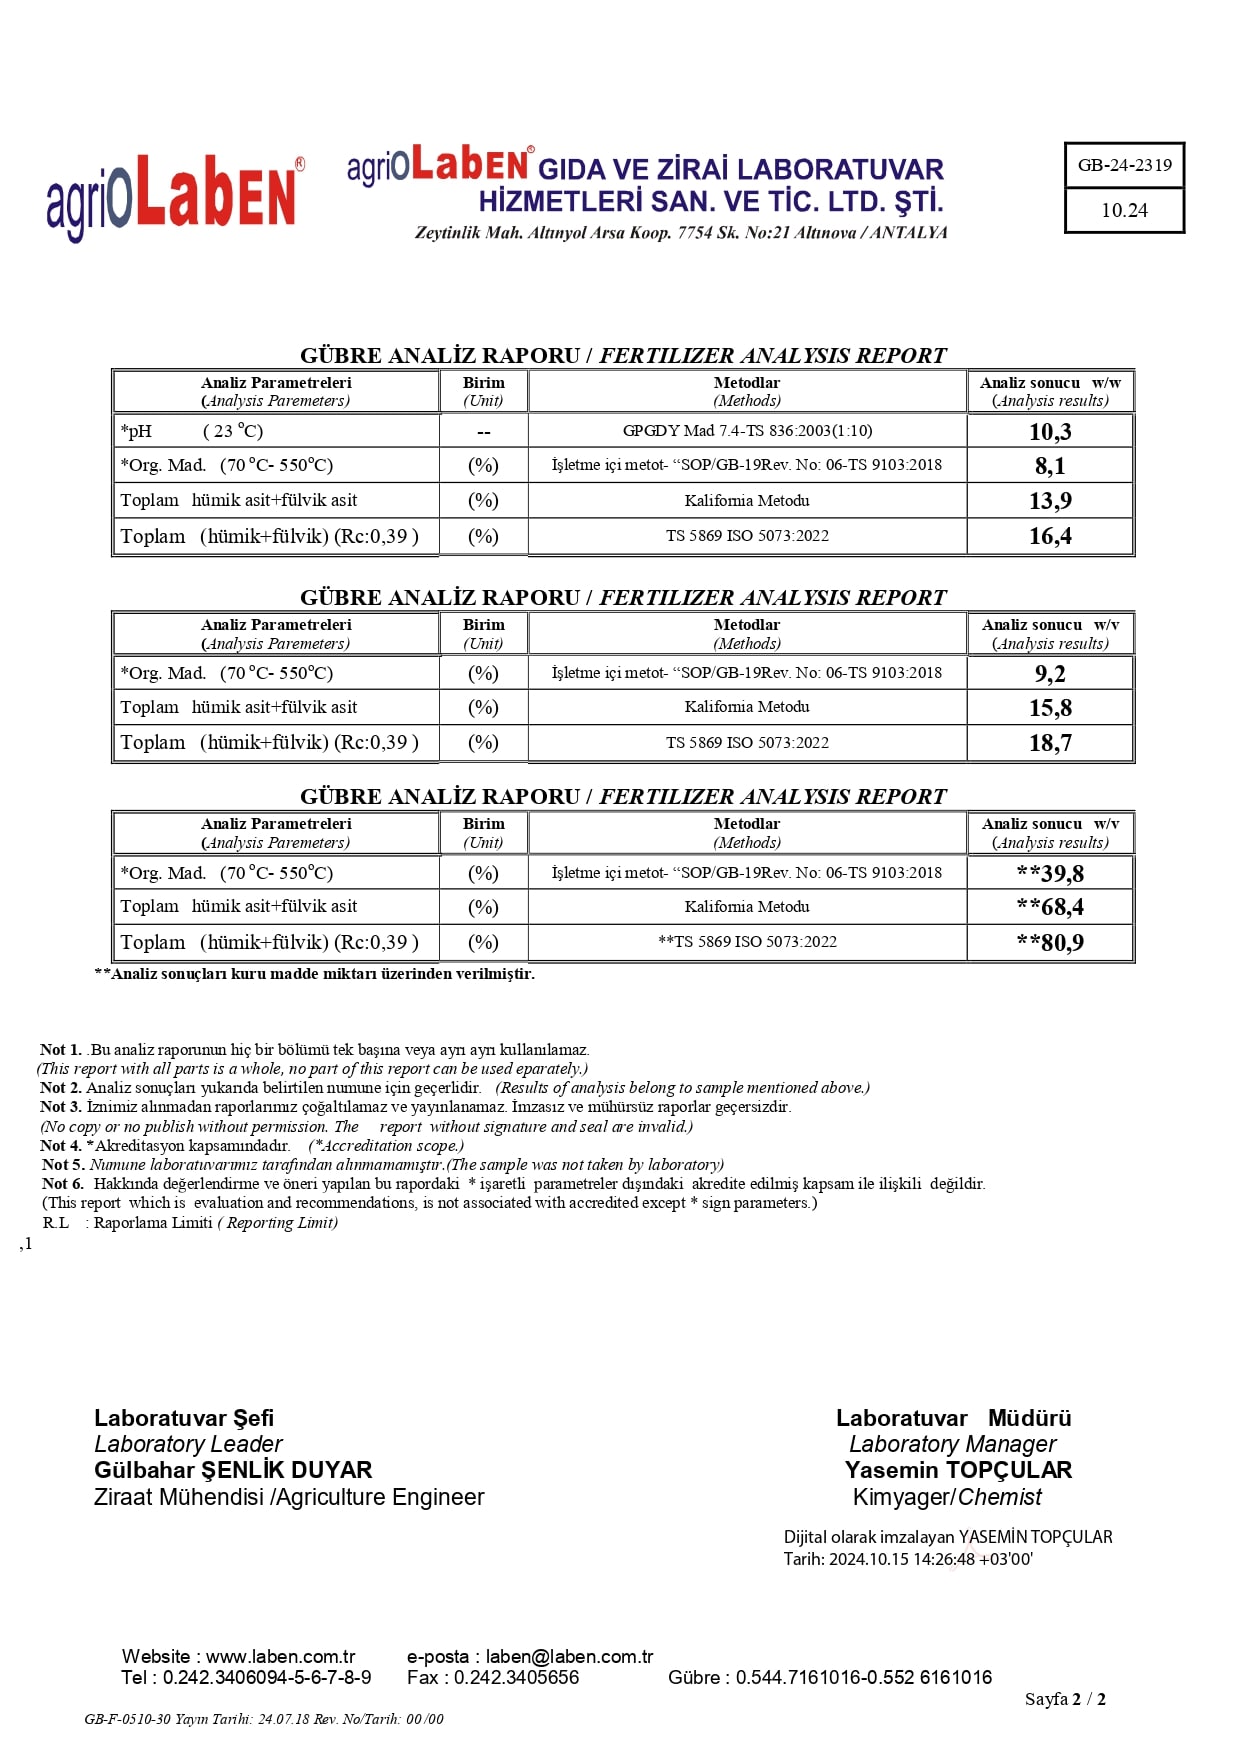 agriOLabEN®
agriOLabEN® GIDA VE ZİRAİ LABORATUVAR
HİZMETLERİ SAN. VE TİC. LTD. ŞTİ.
Zeytinlik Mah. Altınyol Arsa Koop. 7754 Sk. No:21 Altınova / ANTALYA
GB-24-2319
10.24
GÜBRE ANALİZ RAPORU / FERTILIZER ANALYSIS REPORT
Analiz Parametreleri Birim Metodlar Analiz sonucu w/w
(Analysis Paremeters) (Unit) (Methods) (Analysis results)
*pH ( 23 ºC) -- GPGDY Mad 7.4-TS 836:2003(1:10) 10,3
*Org. Mad. (70 ºC- 550ºC) (%) İşletme içi metot- “SOP/GB-19Rev. No: 06-TS 9103:2018 8,1
Toplam hümik asit+fülvik asit (%) Kalifornia Metodu 13,9
Toplam (hümik+fülvik) (Rc:0,39 ) (%) TS 5869 ISO 5073:2022 16,4
GÜBRE ANALİZ RAPORU / FERTILIZER ANALYSIS REPORT
Analiz Parametreleri Birim Metodlar Analiz sonucu w/v
(Analysis Paremeters) (Unit) (Methods) (Analysis results)
*Org. Mad. (70 ºC- 550ºC) (%) İşletme içi metot- “SOP/GB-19Rev. No: 06-TS 9103:2018 9,2
Toplam hümik asit+fülvik asit (%) Kalifornia Metodu 15,8
Toplam (hümik+fülvik) (Rc:0,39 ) (%) TS 5869 ISO 5073:2022 18,7
GÜBRE ANALİZ RAPORU / FERTILIZER ANALYSIS REPORT
Analiz Parametreleri Birim Metodlar Analiz sonucu w/v
(Analysis Paremeters) (Unit) (Methods) (Analysis results)
*Org. Mad. (70 ºC- 550ºC) (%) İşletme içi metot- “SOP/GB-19Rev. No: 06-TS 9103:2018 **39,8
Toplam hümik asit+fülvik asit (%) Kalifornia Metodu **68,4
Toplam (hümik+fülvik) (Rc:0,39 ) (%) **TS 5869 ISO 5073:2022 **80,9
**Analiz sonuçları kuru madde miktarı üzerinden verilmiştir.
Not 1. .Bu analiz raporunun hiç bir bölümü tek başına veya ayrı ayrı kullanılamaz.
(This report with all parts is a whole, no part of this report can be used eparately.)
Not 2. Analiz sonuçları yukarıda belirtilen numune için geçerlidir. (Results of analysis belong to sample mentioned above.)
Not 3. İznimiz alınmadan raporlarımız çoğaltılamaz ve yayınlanamaz. İmzasız ve mühürsüz raporlar geçersizdir.
(No copy or no publish without permission. The report without signature and seal are invalid.)
Not 4. *Akreditasyon kapsamındadır. (*Accreditation scope.)
Not 5. Numune laboratuvarımız tarafından alınmamamıştır.(The sample was not taken by laboratory)
Not 6. Hakkında değerlendirme ve öneri yapılan bu rapordaki * işaretli parametreler dışındaki akredite edilmiş kapsam ile ilişkili değildir.
(This report which is evaluation and recommendations, is not associated with accredited except * sign parameters.)
R.L : Raporlama Limiti ( Reporting Limit)
,1
Laboratuvar Şefi
Laboratory Leader
Gülbahar ŞENLİK DUYAR
Ziraat Mühendisi /Agriculture Engineer
Laboratuvar Müdürü
Laboratory Manager
Yasemin TOPÇULAR
Kimyager/Chemist
Dijital olarak imzalayan YASEMİN TOPÇULAR
Tarih: 2024.10.15 14:26:48 +03'00'
Website : www.laben.com.tr e-posta : laben@laben.com.tr
Tel : 0.242.3406094-5-6-7-8-9 Fax : 0.242.3405656 Gübre : 0.544.7161016-0.552 6161016
Sayfa 2 / 2
GB-F-0510-30 Yayın Tarihi: 24.07.18 Rev. No/Tarih: 00/00